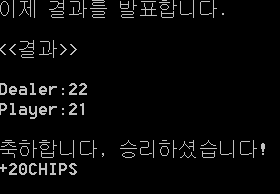 이제 결과를 발표합니다.
<<결과>>
Dealer:22
Player:21
축하합니다, 승리하셨습니다!
+20CHIPS